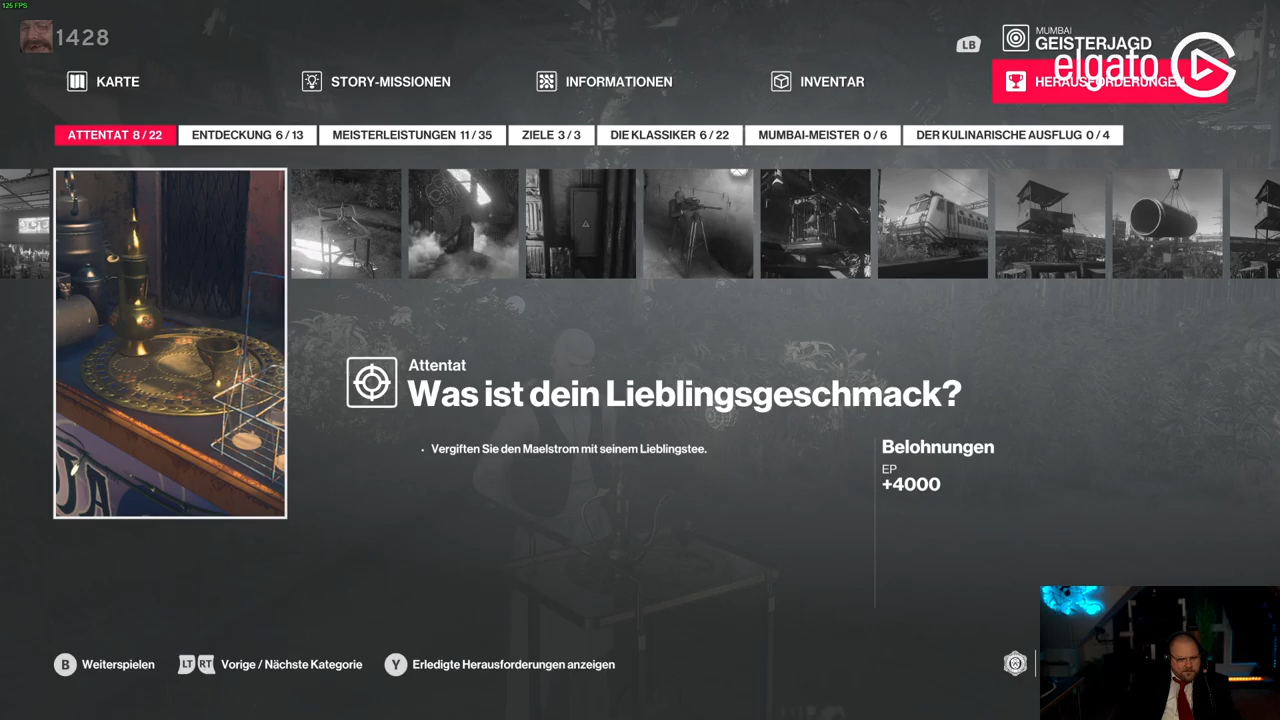 125 FPS
1428
LB
MUMBAI
GEISTERJAGD
elgato
KARTE
STORY-MISSIONEN
INFORMATIONEN
INVENTAR
HERAUSFORDERUNGEN
ATTENTAT 8 / 22
ENTDECKUNG 6 / 13
MEISTERLEISTUNGEN 11 / 35
ZIELE 3 / 3
DIE KLASSIKER 6 / 22
MUMBAI-MEISTER 0 / 6
DER KULINARISCHE AUSFLUG 0 / 4
Attentat
Was ist dein Lieblingsgeschmack?
Vergiften Sie den Maelstrom mit seinem Lieblingstee.
Belohnungen
EP
+4000
B Weiterspielen
LT RT Vorige / Nächste Kategorie
Y Erledigte Herausforderungen anzeigen